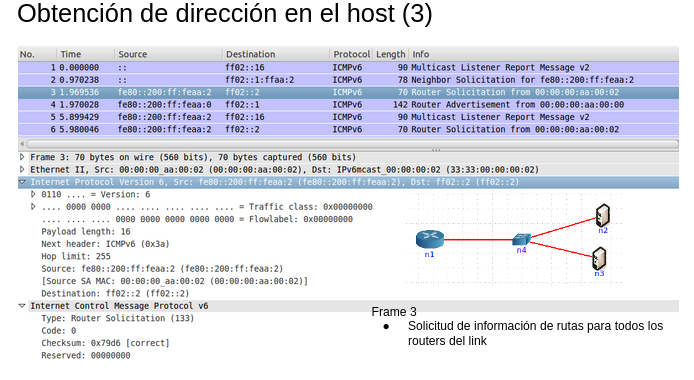 Obtención de dirección en el host (3)
No. Time Source Destination Protocol Length Info
1 0.000000 :: ff02::16 ICMPv6 90 Multicast Listener Report Message v2
2 0.970238 :: ff02::1:ffaa:2 ICMPv6 78 Neighbor Solicitation for fe80::200:ff:feaa:2
3 1.969536 fe80::200:ff:feaa:2 ff02::2 ICMPv6 70 Router Solicitation from 00:00:00:aa:00:02
4 1.970028 fe80::200:ff:feaa:0 ff02::1 ICMPv6 142 Router Advertisement from 00:00:00:aa:00:00
5 5.899429 fe80::200:ff:feaa:2 ff02::16 ICMPv6 90 Multicast Listener Report Message v2
6 5.980046 fe80::200:ff:feaa:2 ff02::2 ICMPv6 70 Router Solicitation from 00:00:00:aa:00:02
Frame 3: 70 bytes on wire (560 bits), 70 bytes captured (560 bits)
Ethernet II, Src: 00:00:00_aa:00:02 (00:00:00:aa:00:02), Dst: IPv6mcast_00:00:00:02 (33:33:00:00:00:02)
Internet Protocol Version 6, Src: fe80::200:ff:feaa:2 (fe80::200:ff:feaa:2), Dst: ff02::2 (ff02::2)
0110 .... = Version: 6
.... 0000 0000 .... .... .... .... .... = Traffic class: 0x00000000
.... .... .... 0000 0000 0000 0000 0000 = Flowlabel: 0x00000000
Payload length: 16
Next header: ICMPv6 (0x3a)
Hop limit: 255
Source: fe80::200:ff:feaa:2 (fe80::200:ff:feaa:2)
[Source SA MAC: 00:00:00_aa:00:02 (00:00:00:aa:00:02)]
Destination: ff02::2 (ff02::2)
Internet Control Message Protocol v6
Type: Router Solicitation (133)
Code: 0
Checksum: 0x79d6 [correct]
Reserved: 00000000
n1
n4
n2
n3
Frame 3
● Solicitud de información de rutas para todos los
routers del link